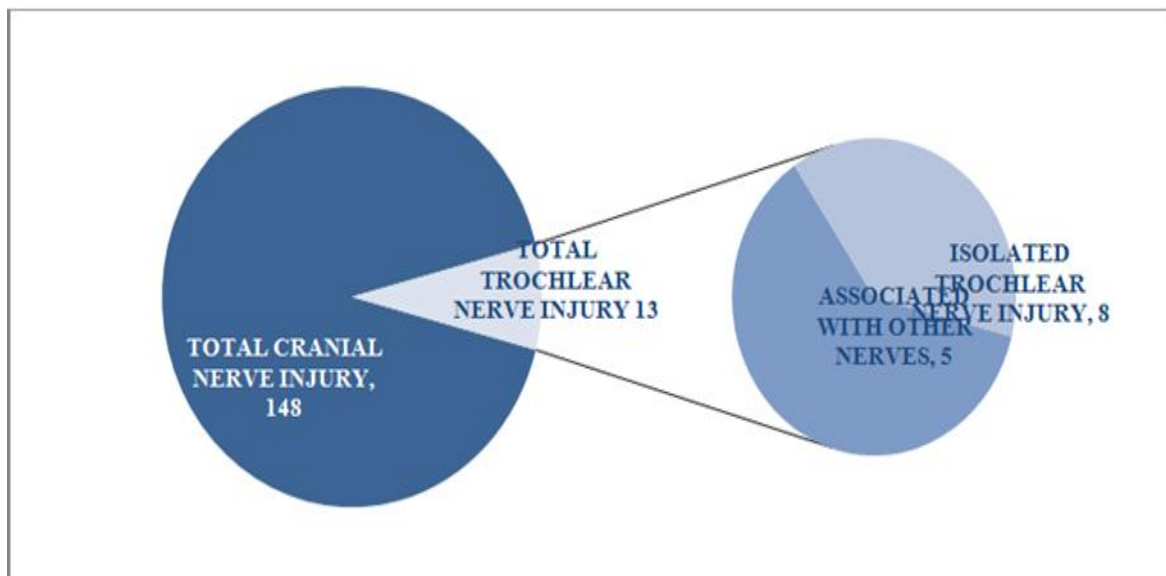 TOTAL CRANIAL
NERVE INJURY,
148
TOTAL
TROCHLEAR
NERVE INJURY 13
ASSOCIATED
WITH OTHER
NERVES, 5
ISOLATED
TROCHLEAR
NERVE INJURY, 8